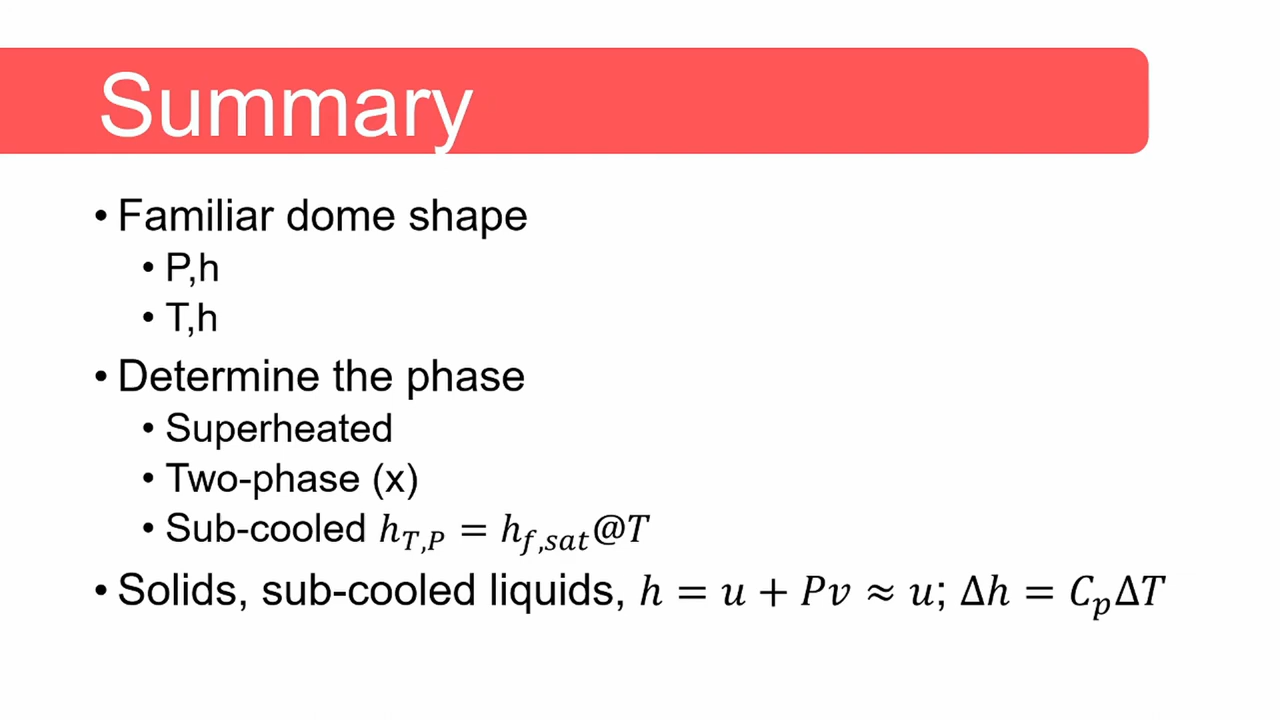 Summary
• Familiar dome shape
• P,h
• T,h
• Determine the phase
• Superheated
• Two-phase (x)
• Sub-cooled $h_{T,P} = h_{f,sat}@T$
• Solids, sub-cooled liquids, $h = u + Pv \approx u$; $\Delta h = C_p \Delta T$